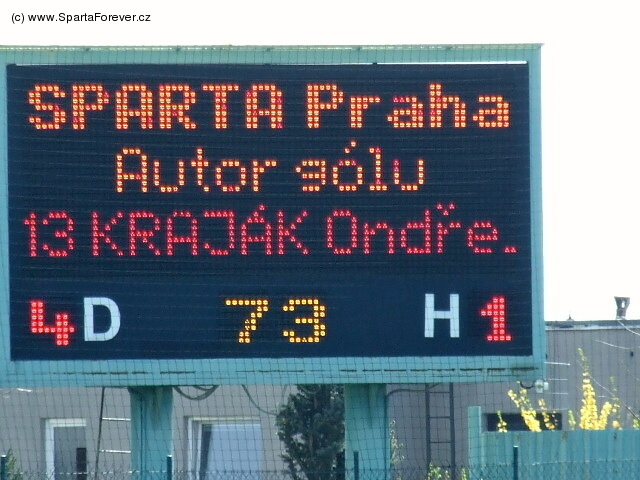 (c) www.SpartaForever.cz
SPARTA Praha
Autor gólu
13 KRAJÁK Ondře.
4 D 73 H 1